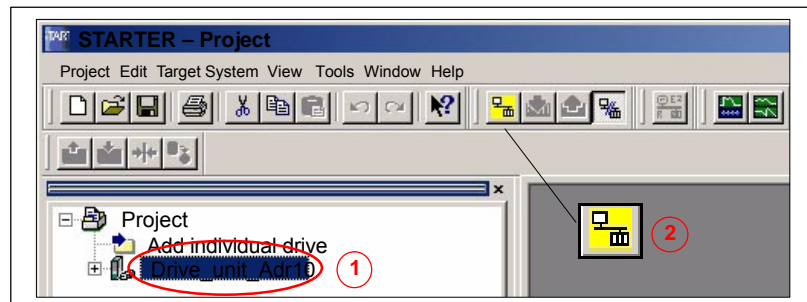 STARTER – Project
Project Edit Target System View Tools Window Help
Project
Add individual drive
Drive_unit_Adr10
1
2